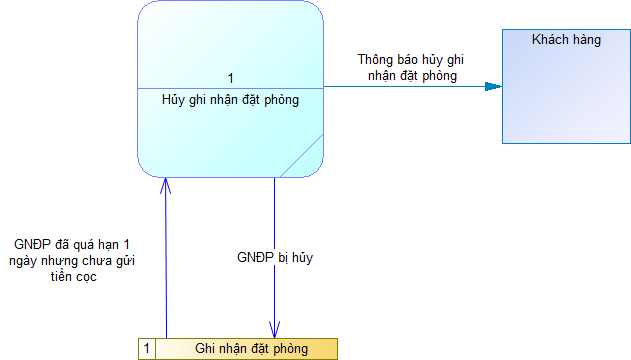 Khách hàng
Thông báo hủy ghi
nhận đặt phòng
1
Hủy ghi nhận đặt phòng
GNĐP đã quá hạn 1
ngày nhưng chưa gửi
tiền cọc
GNĐP bị hủy
1 Ghi nhận đặt phòng